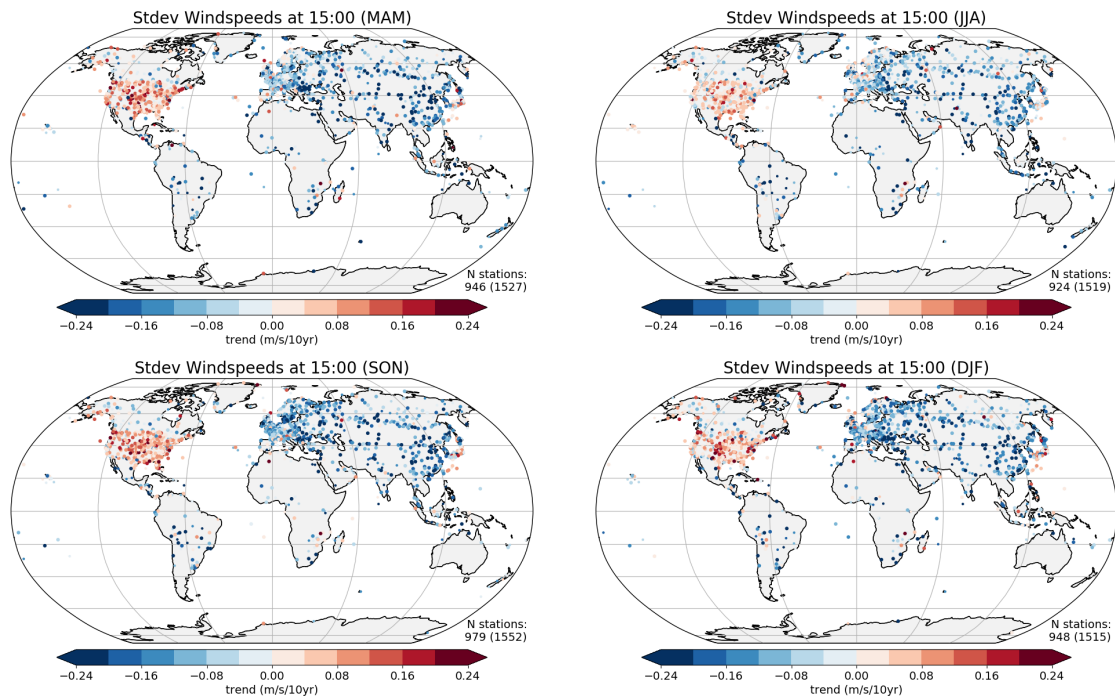 Stdev Windspeeds at 15:00 (MAM)
N stations:
946 (1527)
−0.24 −0.16 −0.08 0.00 0.08 0.16 0.24
trend (m/s/10yr)
Stdev Windspeeds at 15:00 (JJA)
N stations:
924 (1519)
−0.24 −0.16 −0.08 0.00 0.08 0.16 0.24
trend (m/s/10yr)
Stdev Windspeeds at 15:00 (SON)
N stations:
979 (1552)
−0.24 −0.16 −0.08 0.00 0.08 0.16 0.24
trend (m/s/10yr)
Stdev Windspeeds at 15:00 (DJF)
N stations:
948 (1515)
−0.24 −0.16 −0.08 0.00 0.08 0.16 0.24
trend (m/s/10yr)